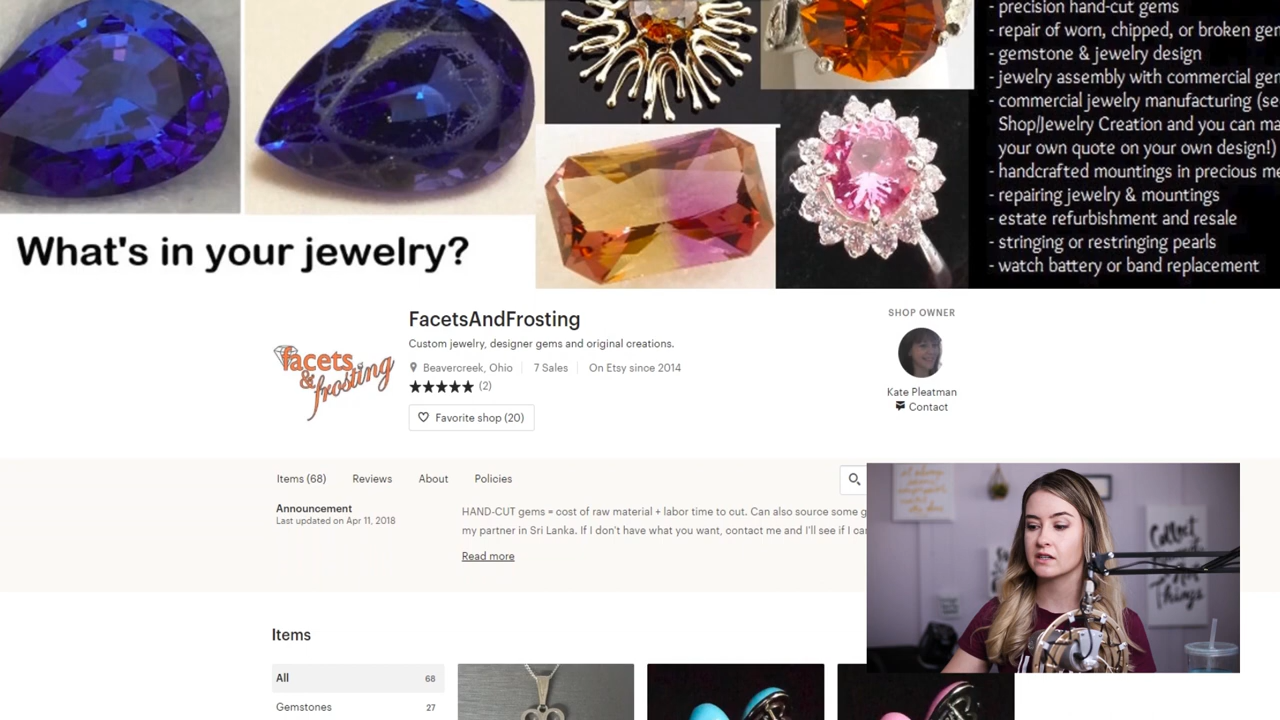 - precision hand-cut gems
- repair of worn, chipped, or broken
- gemstone & jewelry design
- jewelry assembly with commercial
- commercial jewelry manufacturing
Shop/Jewelry Creation and you can
your own quote on your own design!)
- handcrafted mountings in precious
- repairing jewelry & mountings
- estate refurbishment and resale
- stringing or restringing pearls
- watch battery or band replacement
What's in your jewelry?
FacetsAndFrosting
Custom jewelry, designer gems and original creations.
Beavercreek, Ohio
7 Sales
On Etsy since 2014
(2)
Favorite shop (20)
facets
& frosting
SHOP OWNER
Kate Pleatman
Contact
Items (68)
Reviews
About
Policies
Announcement
Last updated on Apr 11, 2018
HAND-CUT gems = cost of raw material + labor time to cut. Can also source some
my partner in Sri Lanka. If I don't have what you want, contact me and I'll see if I
Read more
Collect
Things
Items
All 68
Gemstones 27